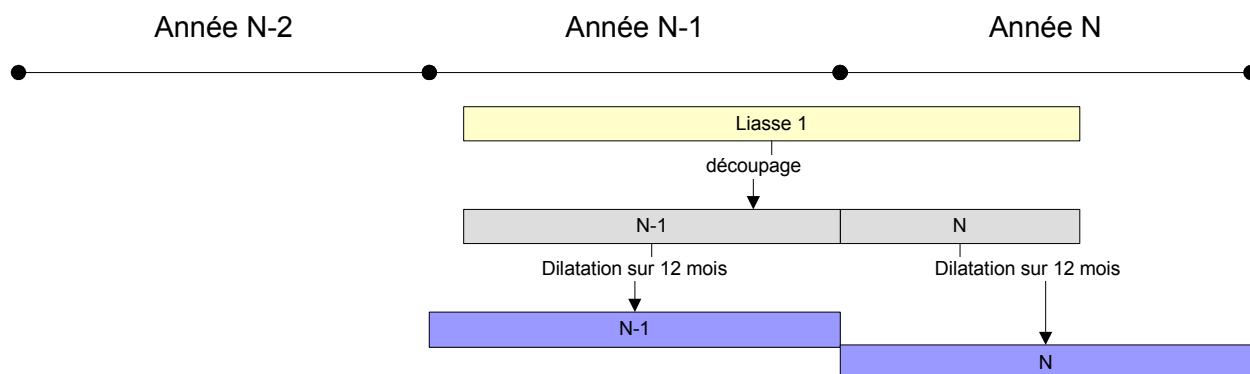 Année N-2
Année N-1
Année N
Liasse 1
découpage
N-1
N
Dilatation sur 12 mois
Dilatation sur 12 mois
N-1
N